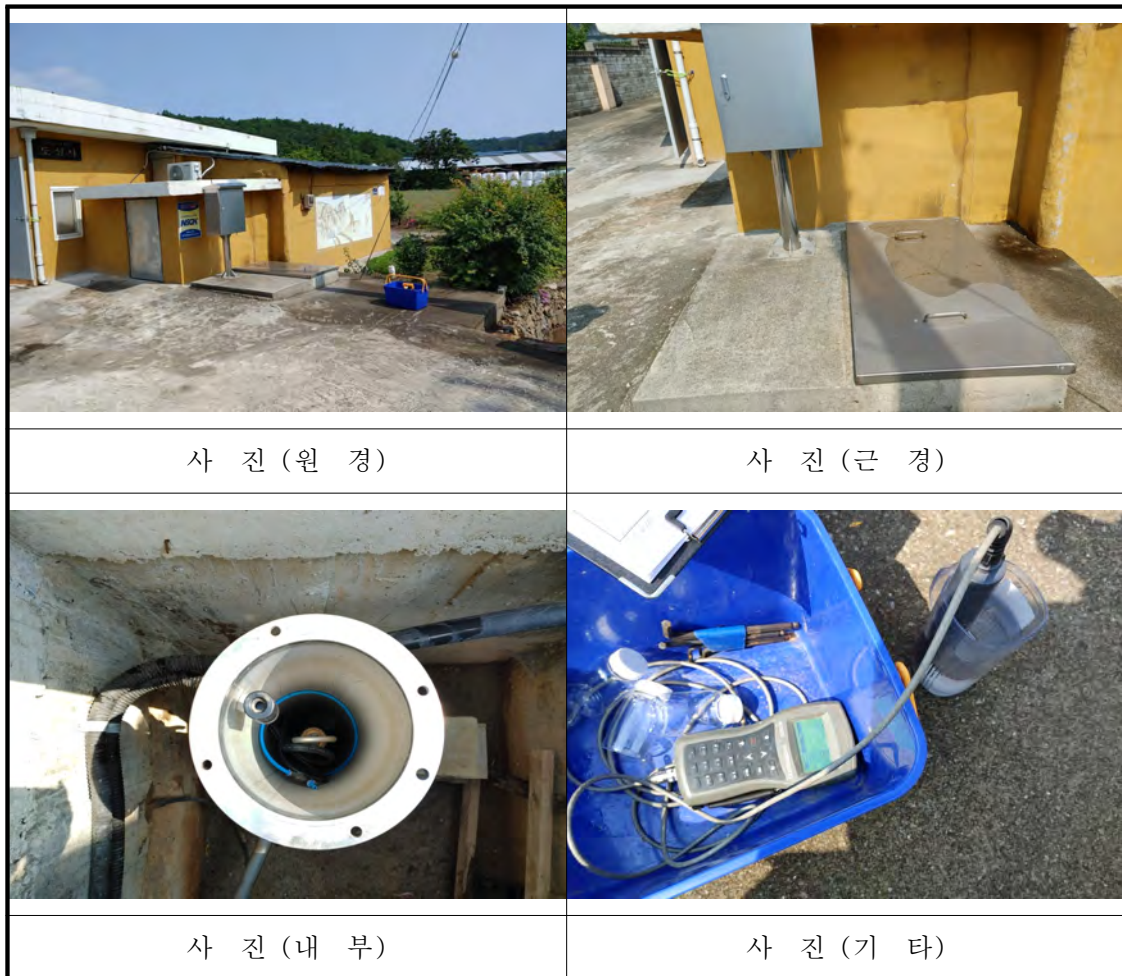 사 진 (원 경)
사 진 (근 경)
사 진 (내 부)
사 진 (기 타)